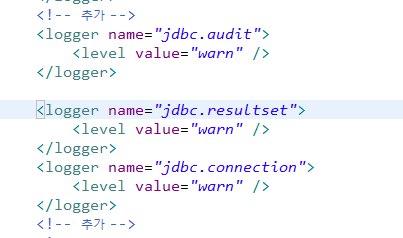 <!-- 추가 -->
<logger name="jdbc.audit">
<level value="warn" />
</logger>
<logger name="jdbc.resultset">
<level value="warn" />
</logger>
<logger name="jdbc.connection">
<level value="warn" />
</logger>
<!-- 추가 -->